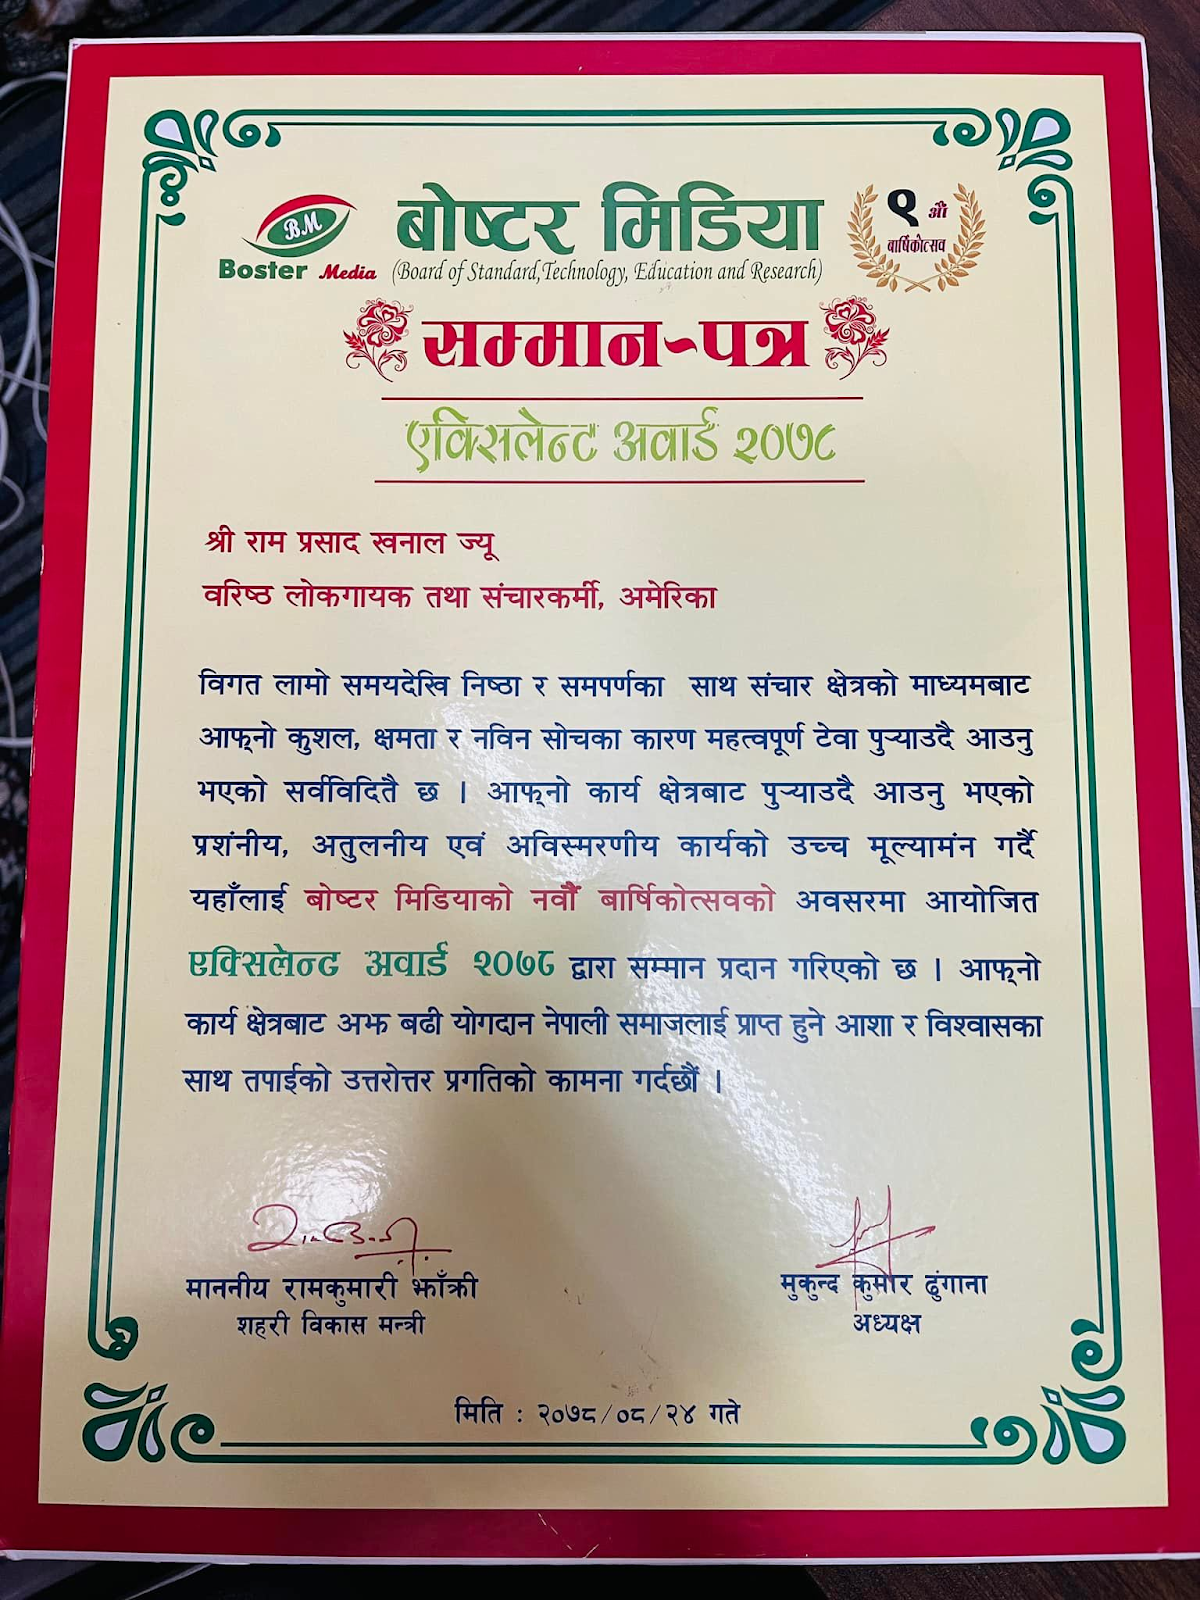 बोष्टर मिडिया
BM
Boster Media
(Board of Standard, Technology, Education and Research)
९ औं
बार्षिकोत्सव
सम्मान-पत्र
एक्सिलेन्ट अवार्ड २०७८
श्री राम प्रसाद खनाल ज्यू
वरिष्ठ लोकगायक तथा संचारकर्मी, अमेरिका
विगत लामो समयदेखि निष्ठा र समपर्णका साथ संचार क्षेत्रको माध्यमबाट
आफ्‌नो कुशल, क्षमता र नविन सोचका कारण महत्वपूर्ण टेवा पुऱ्याउदै आउनु
भएको सर्वविदितै छ । आफ्‌नो कार्य क्षेत्रबाट पुऱ्याउदै आउनु भएको
प्रशंनीय, अतुलनीय एवं अविस्मरणीय कार्यको उच्च मूल्यामंन गर्दै
यहाँलाई बोष्टर मिडियाको नवौं बार्षिकोत्सवको अवसरमा आयोजित
एक्सिलेन्ट अवार्ड २०७८ द्वारा सम्मान प्रदान गरिएको छ । आफ्‌नो
कार्य क्षेत्रबाट अझ बढी योगदान नेपाली समाजलाई प्राप्त हुने आशा र विश्वासका
साथ तपाईको उत्तरोत्तर प्रगतिको कामना गर्दछौं ।
माननीय रामकुमारी झाँक्री
शहरी विकास मन्त्री
मुकुन्द कुमार ढुंगाना
अध्यक्ष
मिति : २०७८/०८/२४ गते